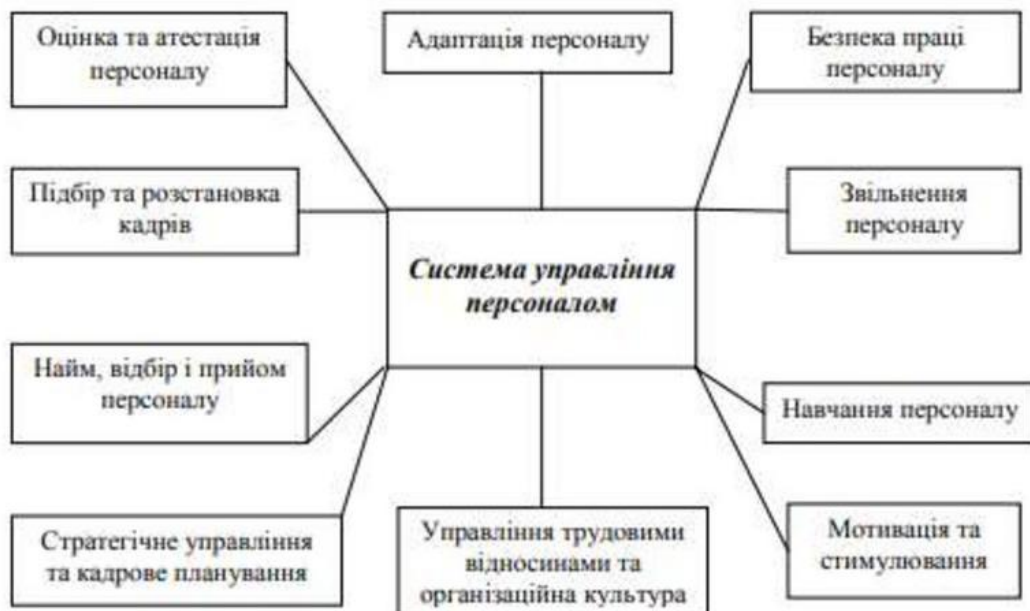 Оцінка та атестація
персоналу
Адаптація персоналу
Безпека праці
персоналу
Підбір та розстановка
кадрів
Звільнення
персоналу
Система управління
персоналом
Найм, відбір і прийом
персоналу
Навчання персоналу
Стратегічне управління
та кадрове планування
Управління трудовими
відносинами та
організаційна культура
Мотивація та
стимулювання